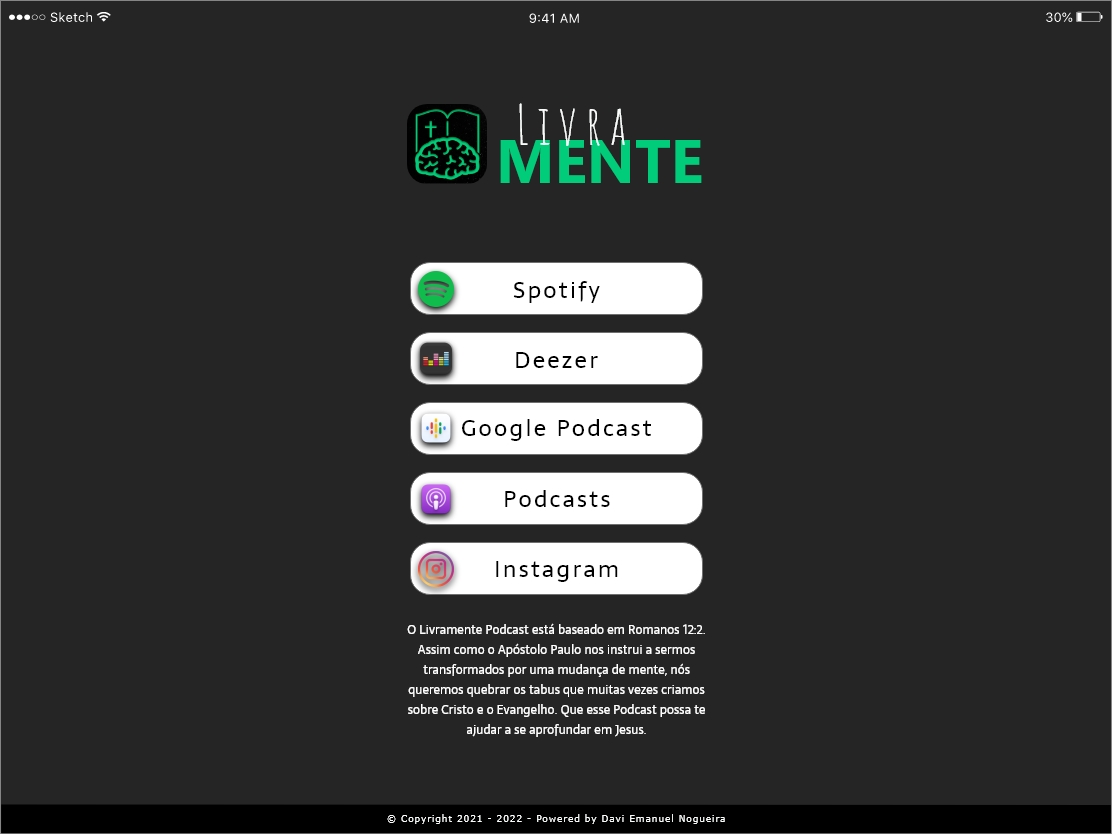 Sketch 9:41 AM 30%
LIVRA
MENTE
Spotify
Deezer
Google Podcast
Podcasts
Instagram
O Livramente Podcast está baseado em Romanos 12:2.
Assim como o Apóstolo Paulo nos instrui a sermos
transformados por uma mudança de mente, nós
queremos quebrar os tabus que muitas vezes criamos
sobre Cristo e o Evangelho. Que esse Podcast possa te
ajudar a se aprofundar em Jesus.
© Copyright 2021 - 2022 - Powered by Davi Emanuel Nogueira